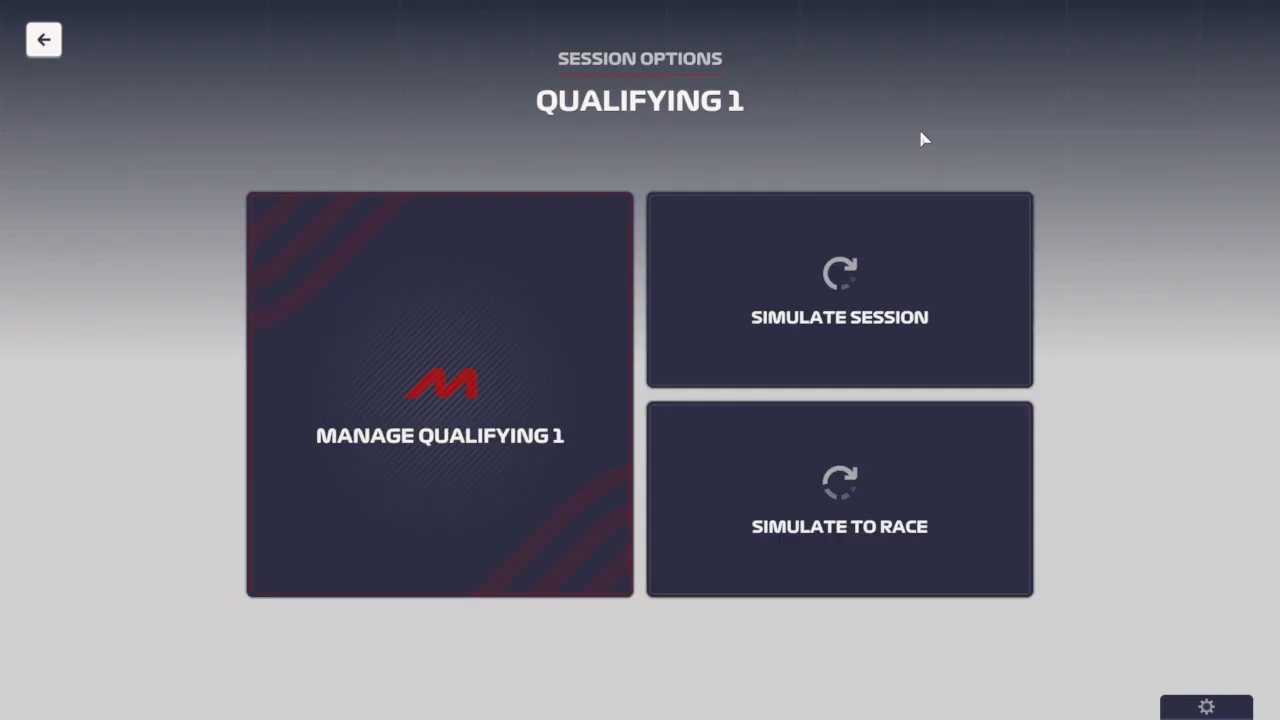 SESSION OPTIONS
QUALIFYING 1
MANAGE QUALIFYING 1
SIMULATE SESSION
SIMULATE TO RACE